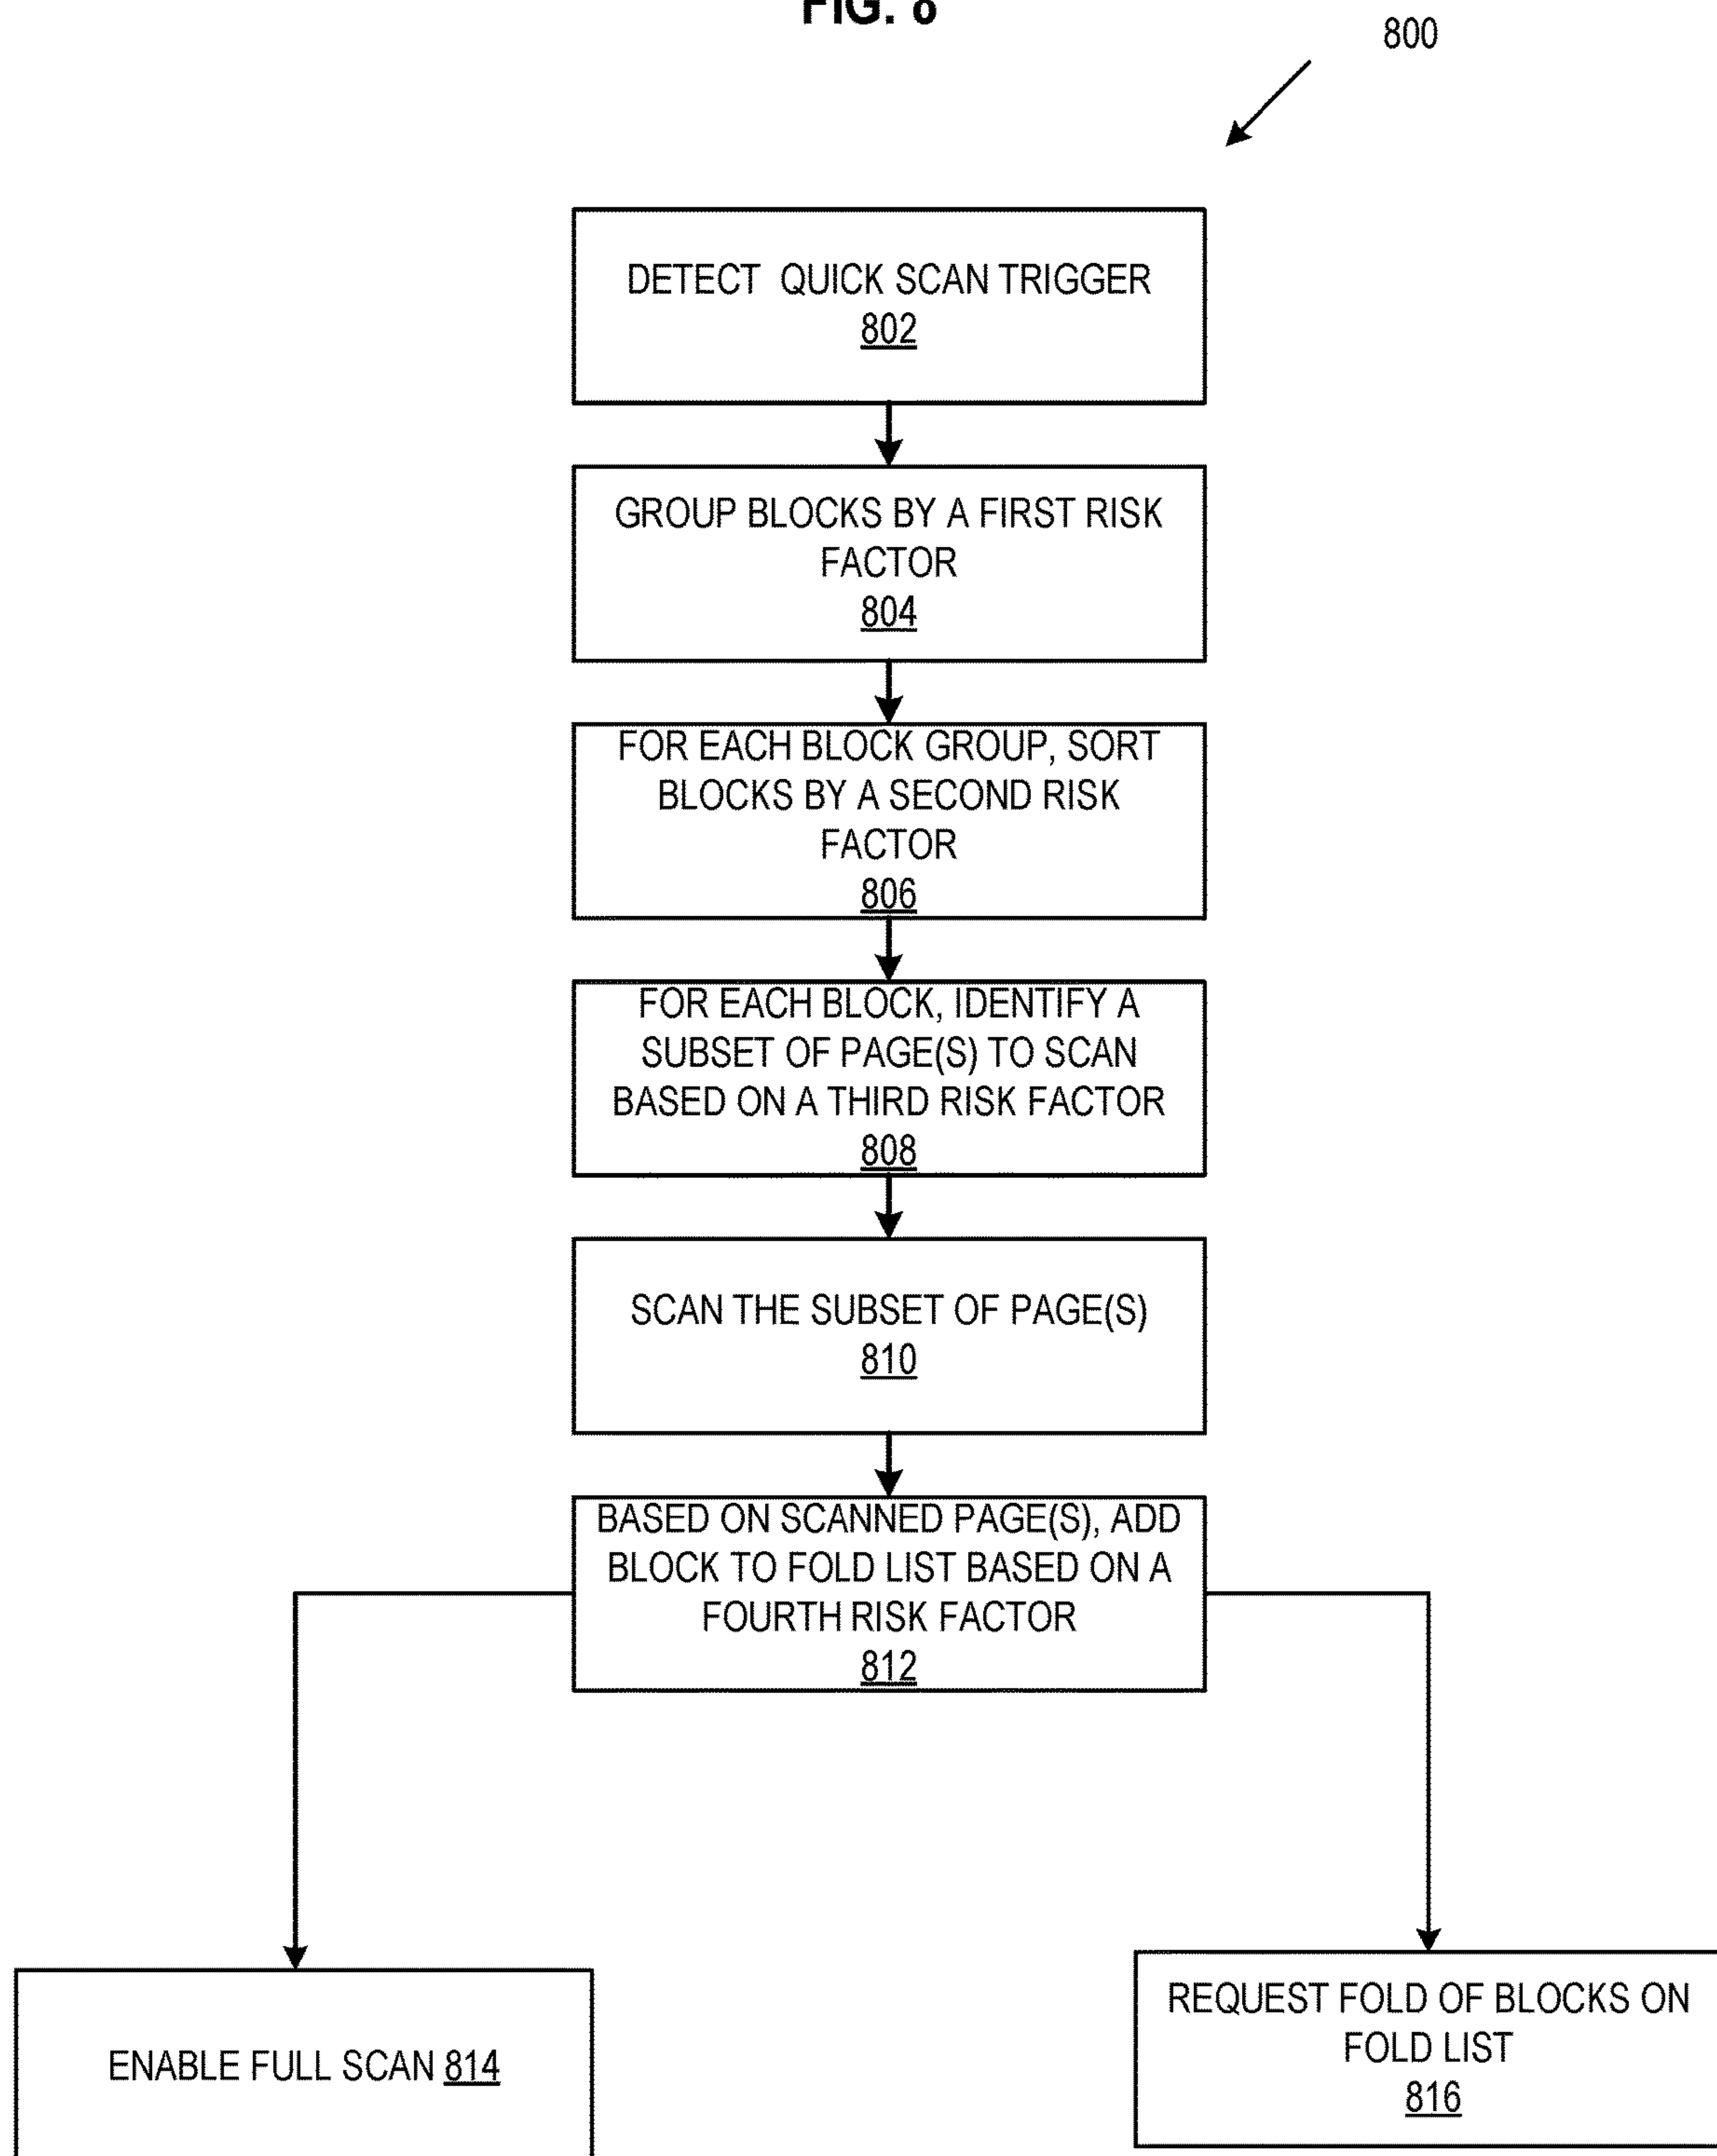 FIG. 8
800
DETECT QUICK SCAN TRIGGER
802
GROUP BLOCKS BY A FIRST RISK
FACTOR
804
FOR EACH BLOCK GROUP, SORT
BLOCKS BY A SECOND RISK
FACTOR
806
FOR EACH BLOCK, IDENTIFY A
SUBSET OF PAGE(S) TO SCAN
BASED ON A THIRD RISK FACTOR
808
SCAN THE SUBSET OF PAGE(S)
810
BASED ON SCANNED PAGE(S), ADD
BLOCK TO FOLD LIST BASED ON A
FOURTH RISK FACTOR
812
ENABLE FULL SCAN 814
REQUEST FOLD OF BLOCKS ON
FOLD LIST
816